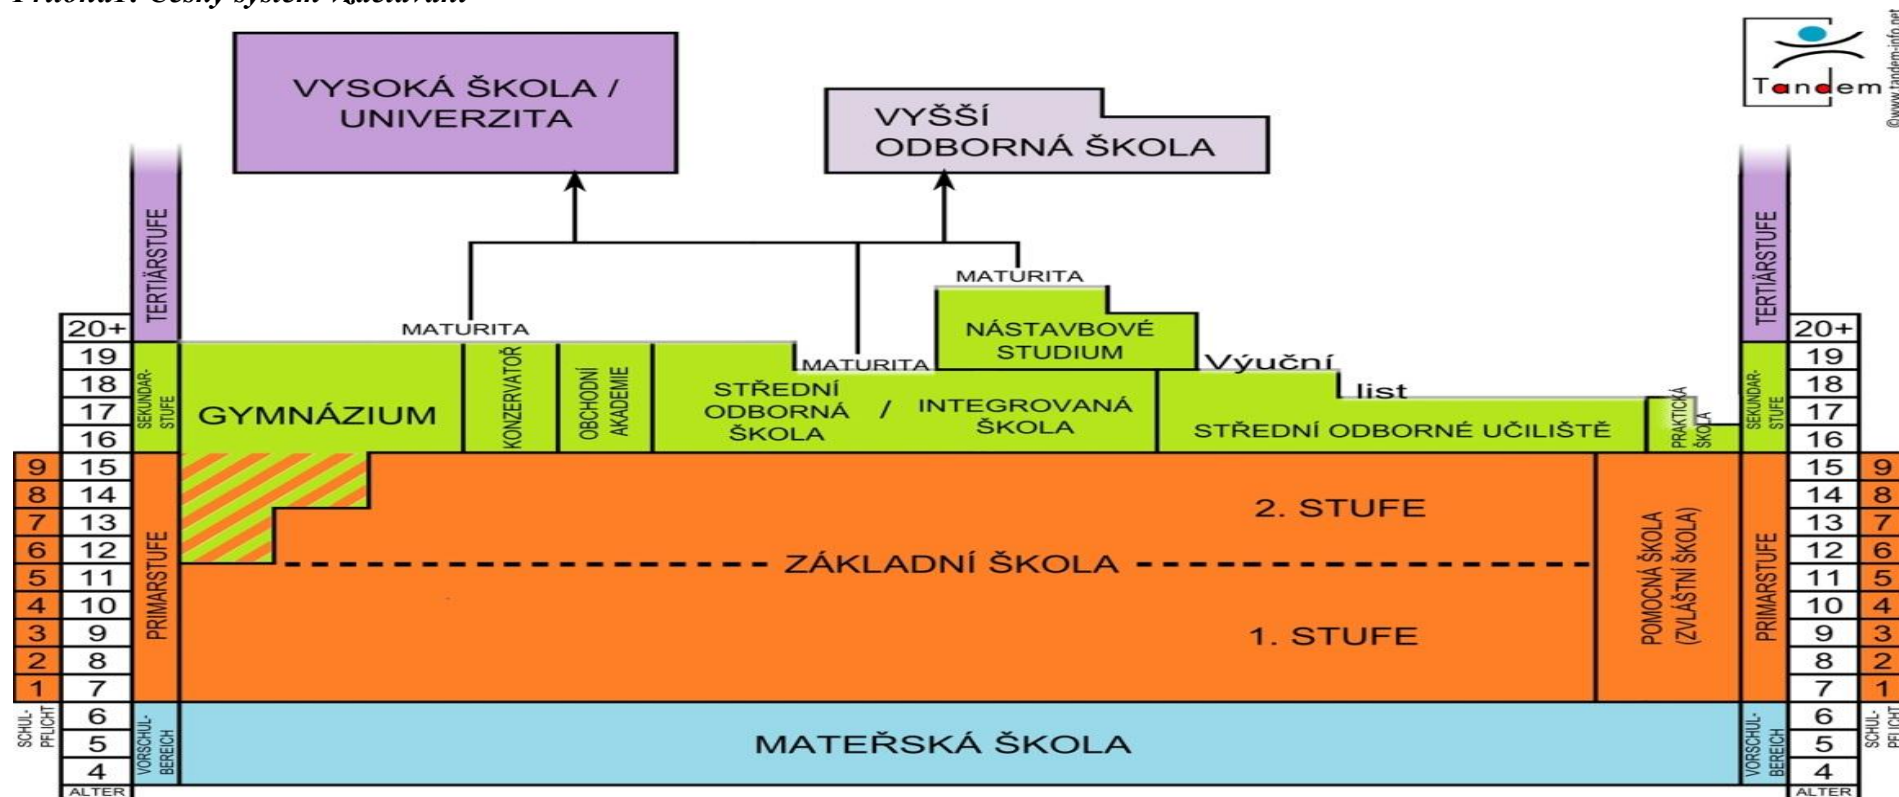 VYSOKÁ ŠKOLA /
UNIVERZITA
VYŠŠÍ
ODBORNÁ ŠKOLA
Tandem
©www.tandem-info.net
TERTIÄRSTUFE
TERTIÄRSTUFE
MATURITA
MATURITA
MATURITA
NÁSTAVBOVÉ
STUDIUM
Výuční
list
GYMNÁZIUM
KONZERVATOŘ
OBCHODNÍ
AKADEMIE
STŘEDNÍ
ODBORNÁ
ŠKOLA
/
INTEGROVANÁ
ŠKOLA
STŘEDNÍ ODBORNÉ UČILIŠTĚ
PRAKTICKÁ
ŠKOLA
SEKUNDAR-
STUFE
SEKUNDAR-
STUFE
20+
19
18
17
16
9 15
8 14
7 13
6 12
5 11
4 10
3 9
2 8
1 7
6
5
4
ALTER
SCHUL-
PFLICHT
PRIMARSTUFE
VORSCHUL-
BEREICH
2. STUFE
ZÁKLADNÍ ŠKOLA
1. STUFE
POMOCNÁ ŠKOLA
(ZVLÁŠTNÍ ŠKOLA)
MATEŘSKÁ ŠKOLA
PRIMARSTUFE
VORSCHUL-
BEREICH
20+
19
18
17
16
15 9
14 8
13 7
12 6
11 5
10 4
9 3
8 2
7 1
6
5
4
ALTER
SCHUL-
PFLICHT